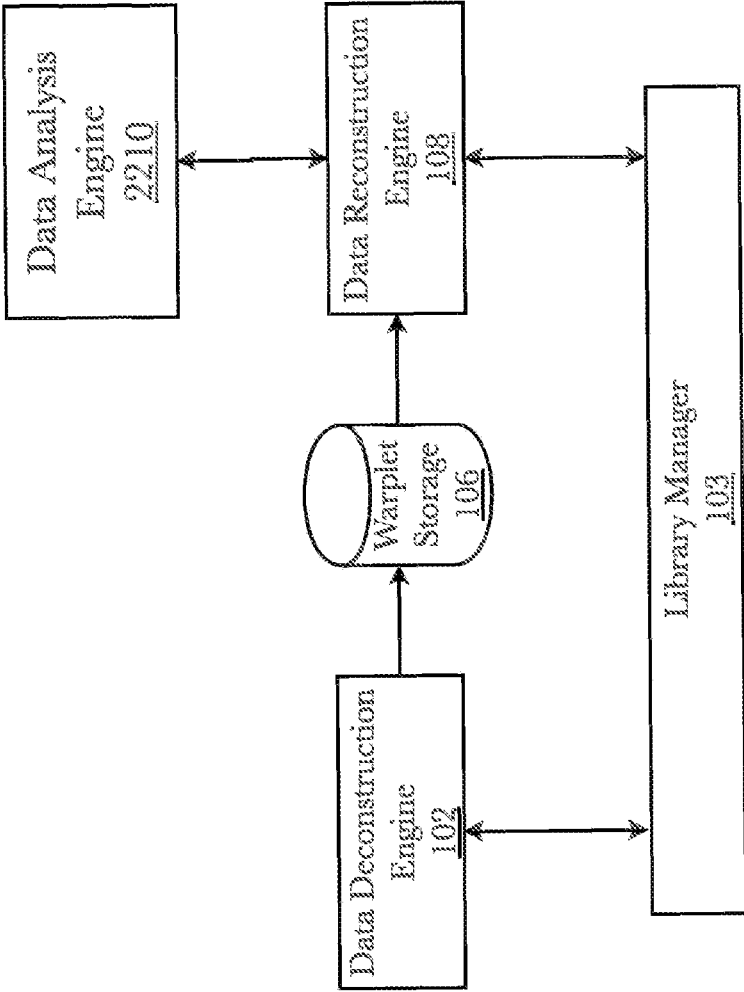 Data Analysis
Engine
2210
Data Reconstruction
Engine
108
Warplet
Storage
106
Data Deconstruction
Engine
102
Library Manager
103